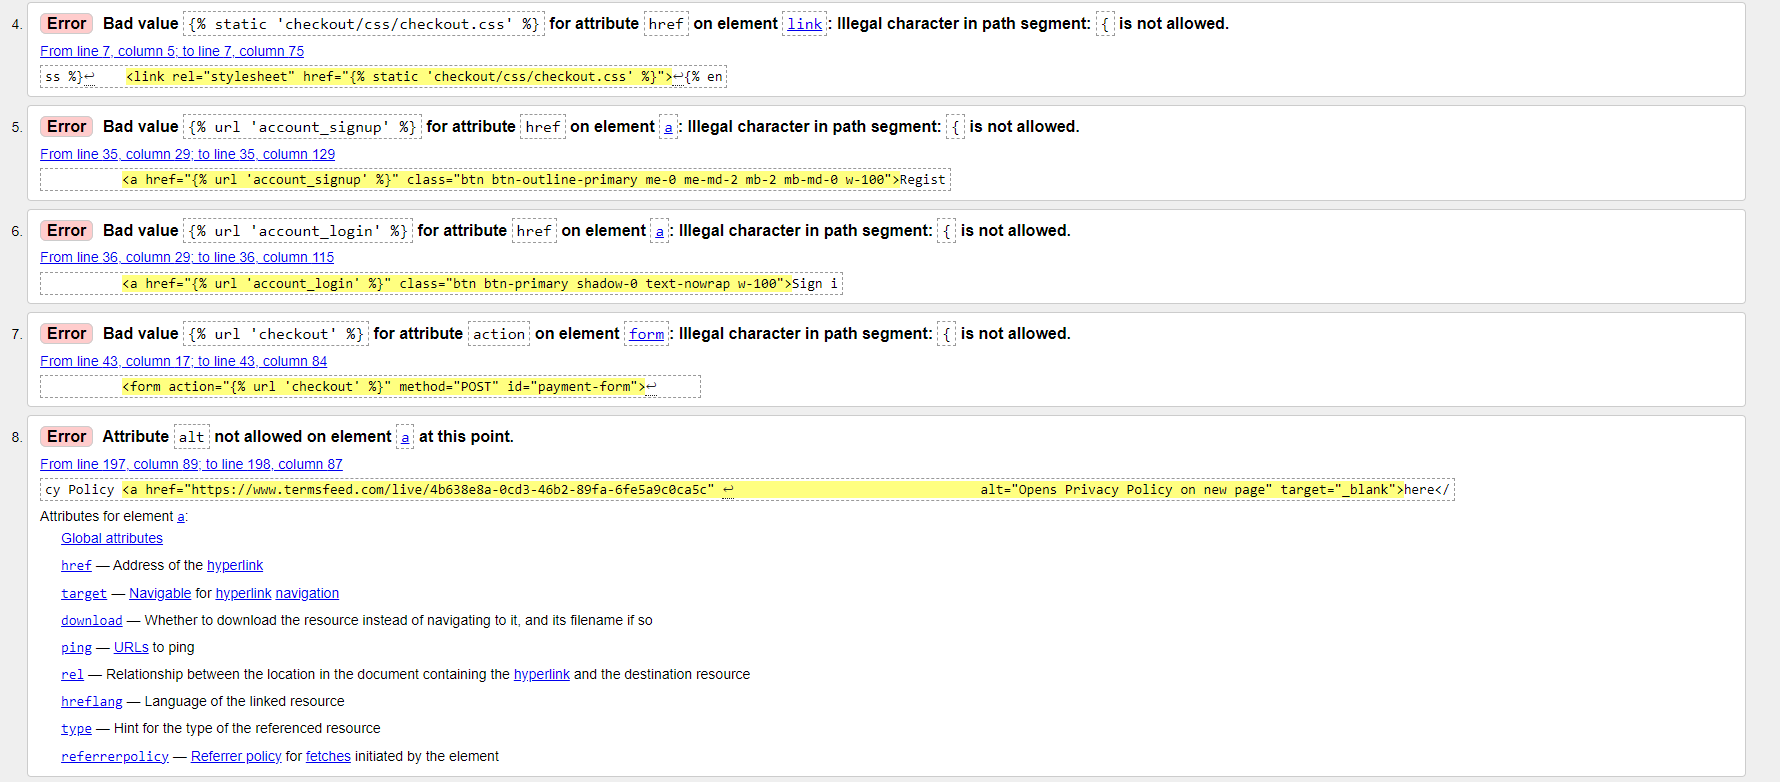 4. Error Bad value {% static 'checkout/css/checkout.css' %} for attribute href on element link: Illegal character in path segment: { is not allowed.
From line 7, column 5; to line 7, column 75
ss %}↩ <link rel="stylesheet" href="{% static 'checkout/css/checkout.css' %}">↩{% en
5. Error Bad value {% url 'account_signup' %} for attribute href on element a: Illegal character in path segment: { is not allowed.
From line 35, column 29; to line 35, column 129
<a href="{% url 'account_signup' %}" class="btn btn-outline-primary me-0 me-md-2 mb-2 mb-md-0 w-100">Regist
6. Error Bad value {% url 'account_login' %} for attribute href on element a: Illegal character in path segment: { is not allowed.
From line 36, column 29; to line 36, column 115
<a href="{% url 'account_login' %}" class="btn btn-primary shadow-0 text-nowrap w-100">Sign i
7. Error Bad value {% url 'checkout' %} for attribute action on element form: Illegal character in path segment: { is not allowed.
From line 43, column 17; to line 43, column 84
<form action="{% url 'checkout' %}" method="POST" id="payment-form">↩
8. Error Attribute alt not allowed on element a at this point.
From line 197, column 89; to line 198, column 87
cy Policy <a href="https://www.termsfeed.com/live/4b638e8a-0cd3-46b2-89fa-6fe5a9c0ca5c" ↩ alt="Opens Privacy Policy on new page" target="_blank">here</
Attributes for element a:
Global attributes
href — Address of the hyperlink
target — Navigable for hyperlink navigation
download — Whether to download the resource instead of navigating to it, and its filename if so
ping — URLs to ping
rel — Relationship between the location in the document containing the hyperlink and the destination resource
hreflang — Language of the linked resource
type — Hint for the type of the referenced resource
referrerpolicy — Referrer policy for fetches initiated by the element